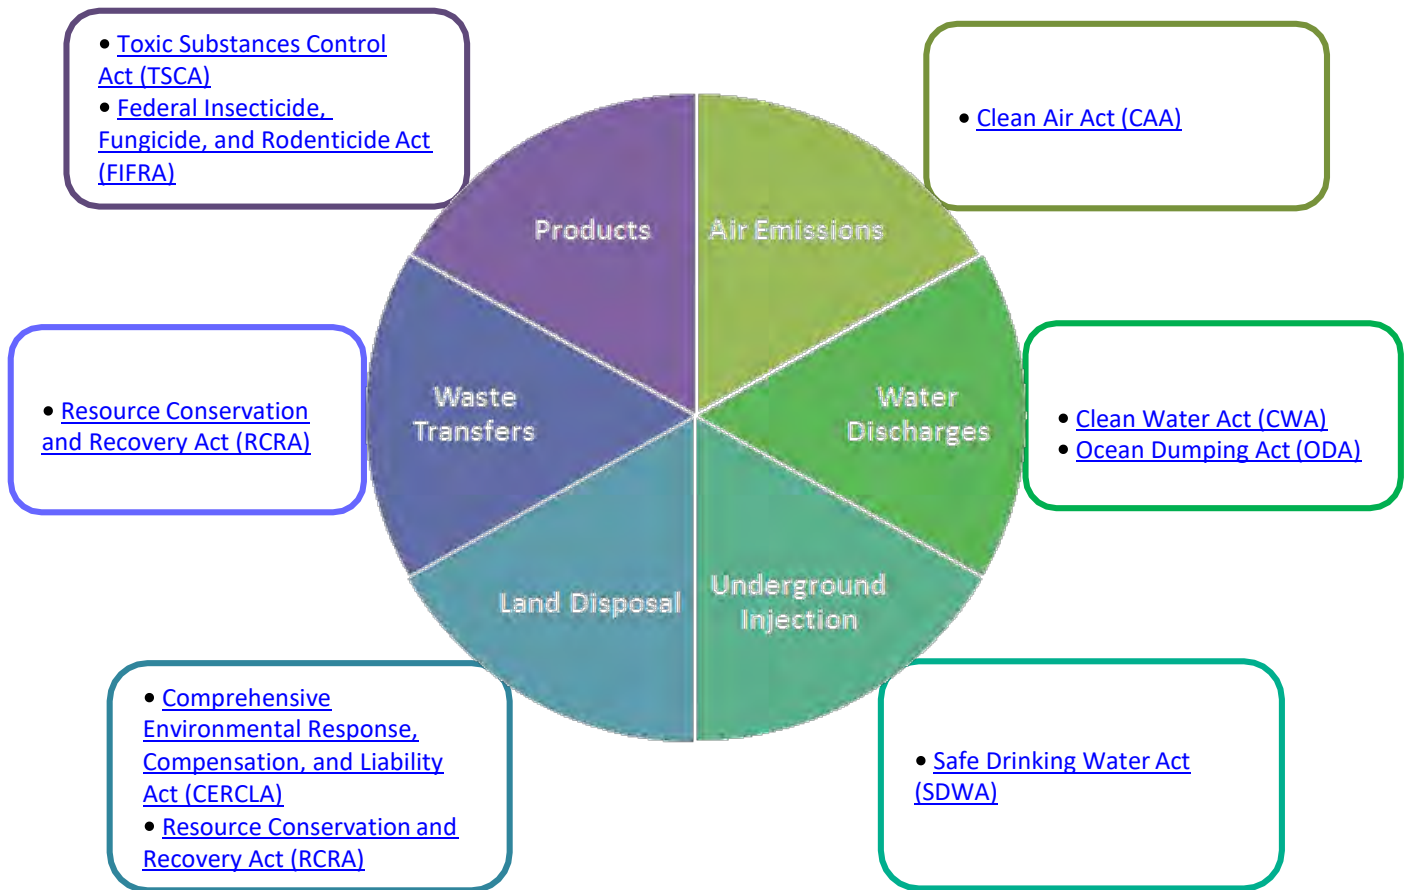 • Toxic Substances Control
Act (TSCA)
• Federal Insecticide,
Fungicide, and Rodenticide Act
(FIFRA)
• Clean Air Act (CAA)
Products
Air Emissions
• Resource Conservation
and Recovery Act (RCRA)
Waste
Transfers
Water
Discharges
• Clean Water Act (CWA)
• Ocean Dumping Act (ODA)
Land Disposal
Underground
Injection
• Comprehensive
Environmental Response,
Compensation, and Liability
Act (CERCLA)
• Resource Conservation and
Recovery Act (RCRA)
• Safe Drinking Water Act
(SDWA)